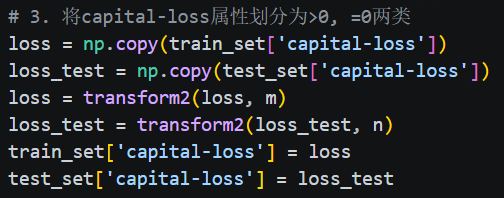 # 3. 将capital-loss属性划分为>0, =0两类
loss = np.copy(train_set['capital-loss'])
loss_test = np.copy(test_set['capital-loss'])
loss = transform2(loss, m)
loss_test = transform2(loss_test, n)
train_set['capital-loss'] = loss
test_set['capital-loss'] = loss_test